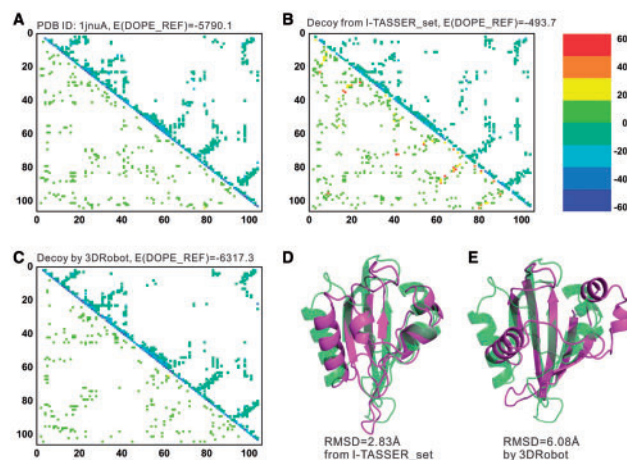 A
PDB ID: 1jnuA, E(DOPE_REF)=-5790.1
0
20
40
60
80
100
0 20 40 60 80 100
B
Decoy from I-TASSER_set, E(DOPE_REF)=-493.7
0
20
40
60
80
100
0 20 40 60 80 100
60
40
20
0
-20
-40
-60
C
Decoy by 3DRobot, E(DOPE_REF)=-6317.3
0
20
40
60
80
100
0 20 40 60 80 100
D
RMSD=2.83Å
from I-TASSER_set
E
RMSD=6.08Å
by 3DRobot